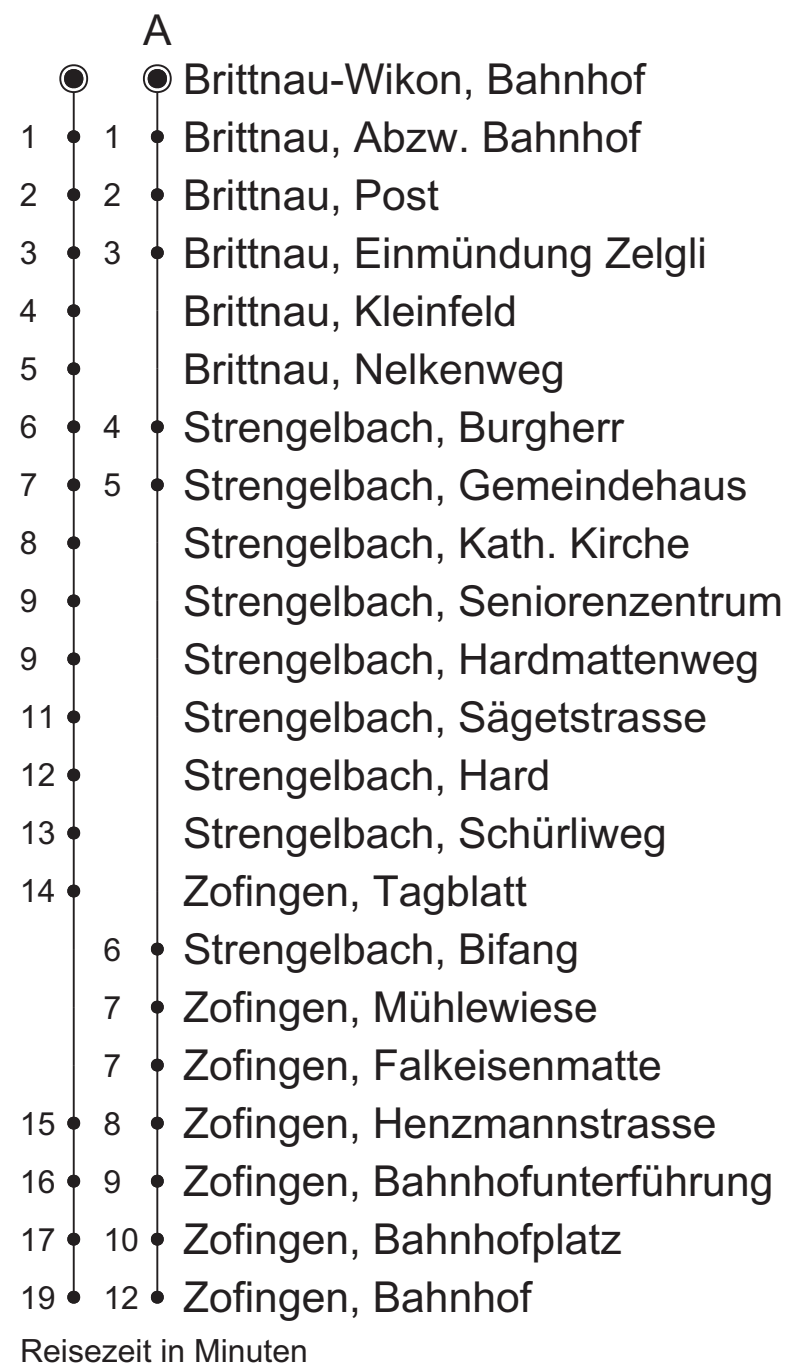 A
Brittnau-Wikon, Bahnhof
1 1 Brittnau, Abzw. Bahnhof
2 2 Brittnau, Post
3 3 Brittnau, Einmündung Zelgli
4 Brittnau, Kleinfeld
5 Brittnau, Nelkenweg
6 4 Strengelbach, Burgherr
7 5 Strengelbach, Gemeindehaus
8 Strengelbach, Kath. Kirche
9 Strengelbach, Seniorenzentrum
9 Strengelbach, Hardmattenweg
11 Strengelbach, Sägetstrasse
12 Strengelbach, Hard
13 Strengelbach, Schürliweg
14 Zofingen, Tagblatt
6 Strengelbach, Bifang
7 Zofingen, Mühlewiese
7 Zofingen, Falkeisenmatte
15 8 Zofingen, Henzmannstrasse
16 9 Zofingen, Bahnhofunterführung
17 10 Zofingen, Bahnhofplatz
19 12 Zofingen, Bahnhof
Reisezeit in Minuten